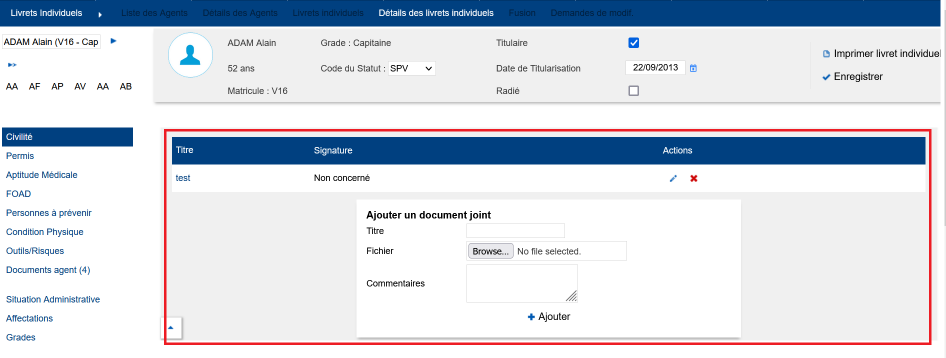 Livrets Individuels Liste des Agents Détails des Agents Livrets individuels Détails des livrets individuels Fusion Demandes de modif.
ADAM Alain (V16 - Cap
AA AF AP AV AA AB
ADAM Alain Grade : Capitaine Titulaire
52 ans Code du Statut : SPV Date de Titularisation 22/09/2013
Matricule : V16 Radié
Imprimer livret individuel
Enregistrer
Civilité
Permis
Aptitude Médicale
FOAD
Personnes à prévenir
Condition Physique
Outils/Risques
Documents agent (4)
Situation Administrative
Affectations
Grades
Titre Signature Actions
test Non concerné
Ajouter un document joint
Titre
Fichier Browse... No file selected.
Commentaires
Ajouter